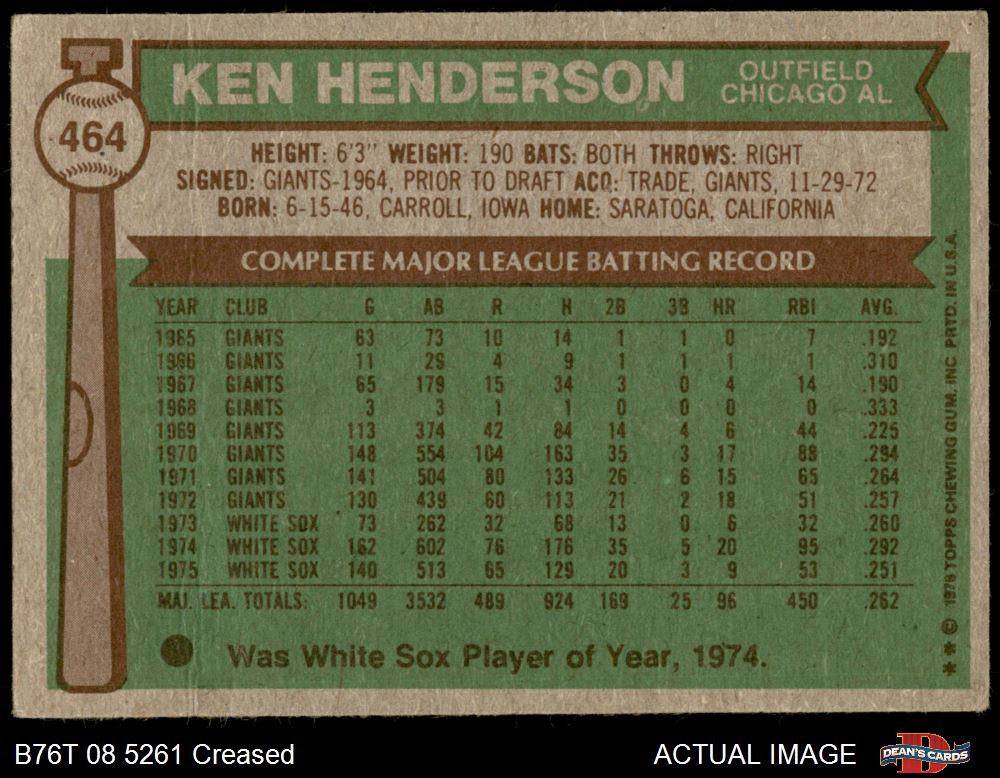 KEN HENDERSON
OUTFIELD
CHICAGO AL
464
HEIGHT: 6'3" WEIGHT: 190 BATS: BOTH THROWS: RIGHT
SIGNED: GIANTS-1964, PRIOR TO DRAFT ACQ: TRADE, GIANTS, 11-29-72
BORN: 6-15-46, CARROLL, IOWA HOME: SARATOGA, CALIFORNIA
COMPLETE MAJOR LEAGUE BATTING RECORD
YEAR CLUB G AB R H 2B 3B HR RBI AVG.
1965 GIANTS 63 73 10 14 1 1 0 7 .192
1966 GIANTS 11 29 4 9 1 1 1 1 .310
1967 GIANTS 65 179 15 34 3 0 4 14 .190
1968 GIANTS 3 3 1 1 0 0 0 0 .333
1969 GIANTS 113 374 42 84 14 4 6 44 .225
1970 GIANTS 148 554 104 163 35 3 17 88 .294
1971 GIANTS 141 504 80 133 26 6 15 65 .264
1972 GIANTS 130 439 60 113 21 2 18 51 .257
1973 WHITE SOX 73 262 32 68 13 0 6 32 .260
1974 WHITE SOX 162 602 76 176 35 5 20 95 .292
1975 WHITE SOX 140 513 65 129 20 3 9 53 .251
MAJ. LEA. TOTALS: 1049 3532 489 924 169 25 96 450 .262
Was White Sox Player of Year, 1974.
** © 1976 TOPPS CHEWING GUM, INC PRTD. IN U.S.A.
B76T 08 5261 Creased
ACTUAL IMAGE
DEAN'S CARDS